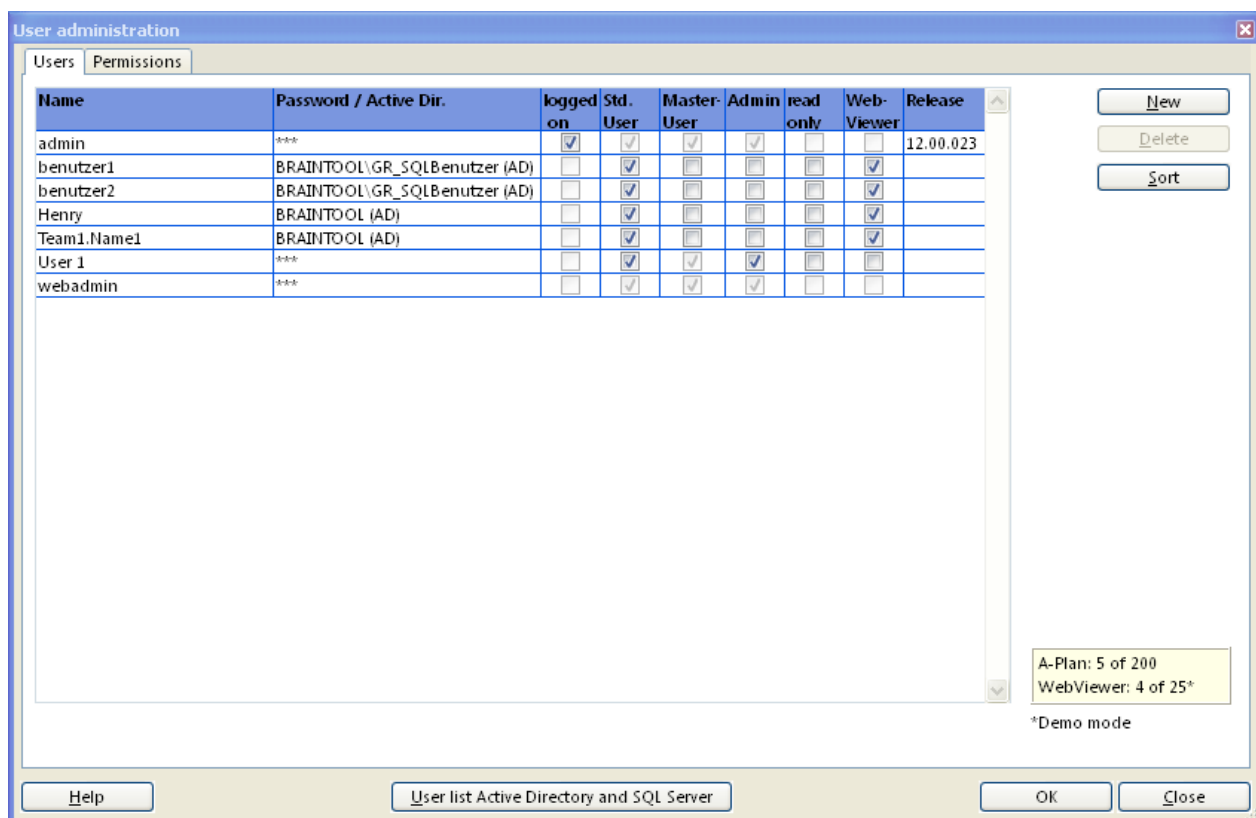 User administration
Users Permissions
Name Password / Active Dir. logged on Std. User Master-User Admin read only Web-Viewer Release
New
admin *** 12.00.023
Delete
benutzer1 BRAINTOOL\GR_SQLBenutzer (AD)
benutzer2 BRAINTOOL\GR_SQLBenutzer (AD)
Sort
Henry BRAINTOOL (AD)
Team1.Name1 BRAINTOOL (AD)
User 1 ***
webadmin ***
A-Plan: 5 of 200
WebViewer: 4 of 25*
*Demo mode
Help User list Active Directory and SQL Server OK Close